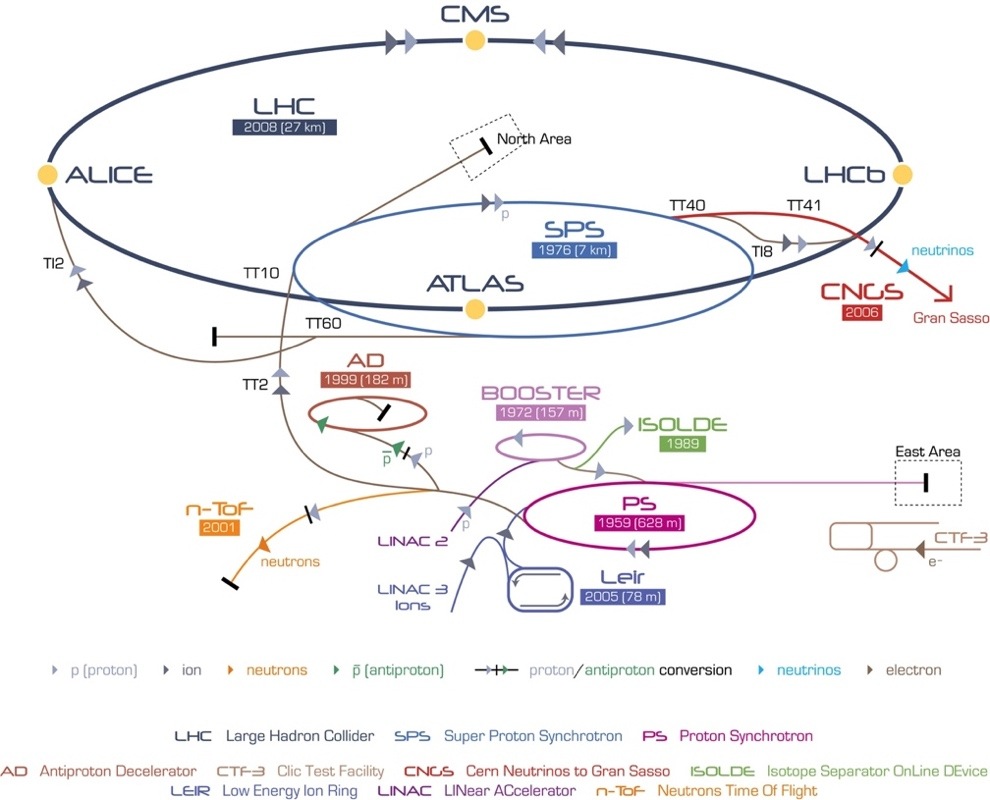 CMS
LHC
2008 (27 km)
North Area
ALICE
LHCb
TT40
TT41
p
SPS
1976 (7 km)
TI8
neutrinos
TI2
TT10
ATLAS
CNGS
2006
Gran Sasso
TT60
AD
1999 (182 m)
TT2
BOOSTER
1972 (157 m)
ISOLDE
1989
p̄
p
East Area
n-ToF
2001
PS
1959 (628 m)
p
LINAC 2
neutrons
CTF-3
e-
LINAC 3
Ions
Leir
2005 (78 m)
p (proton) ion neutrons p̄ (antiproton) proton/antiproton conversion neutrinos electron
LHC Large Hadron Collider SPS Super Proton Synchrotron PS Proton Synchrotron
AD Antiproton Decelerator CTF-3 Clic Test Facility CNGS Cern Neutrinos to Gran Sasso ISOLDE Isotope Separator OnLine DEvice
LEIR Low Energy Ion Ring LINAC LINear ACcelerator n-ToF Neutrons Time Of Flight